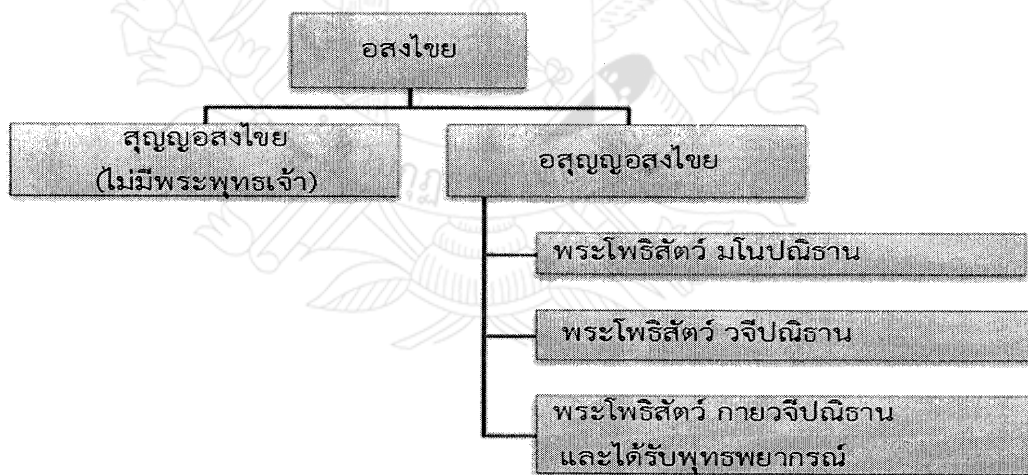 อสงไขย
สุญญอสงไขย
(ไม่มีพระพุทธเจ้า)
อสุญญอสงไขย
พระโพธิสัตว์ มโนปณิธาน
พระโพธิสัตว์ วจีปณิธาน
พระโพธิสัตว์ กายวจีปณิธาน
และได้รับพุทธพยากรณ์